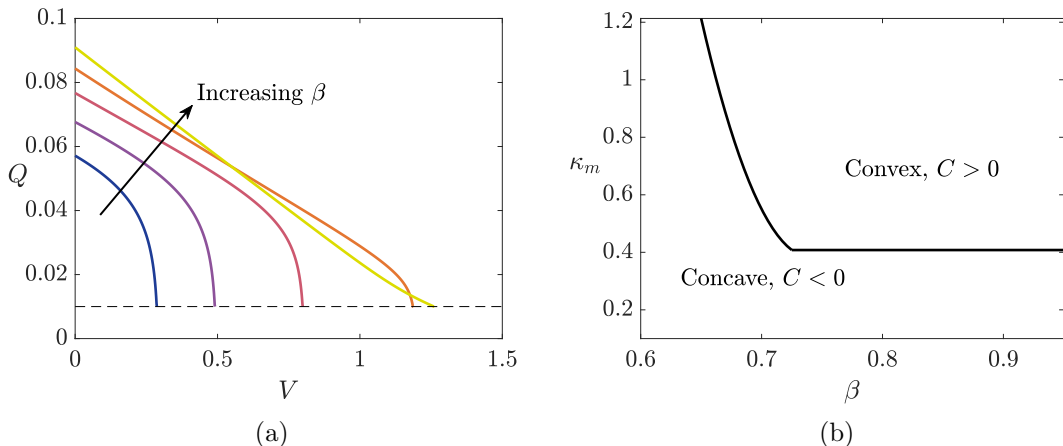 0.1
0.08
0.06
0.04
0.02
0
Q
Increasing β
0 0.5 1 1.5
V
(a)
1.2
1
0.8
0.6
0.4
0.2
κm
Convex, C > 0
Concave, C < 0
0.6 0.7 0.8 0.9
β
(b)